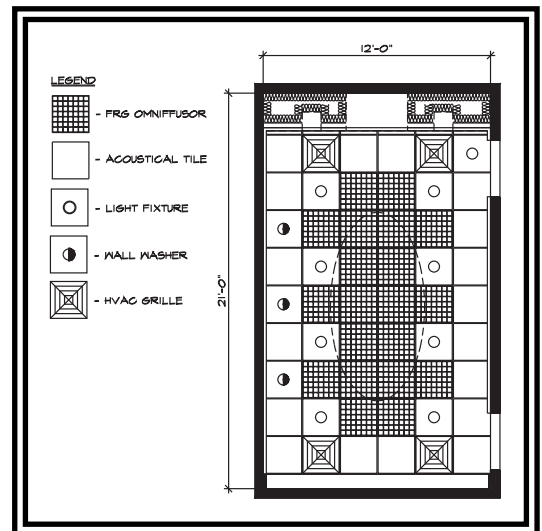 12'-0"
LEGEND
- FRG OMNIFFUSOR
- ACOUSTICAL TILE
- LIGHT FIXTURE
- WALL WASHER
- HVAC GRILLE
21'-0"